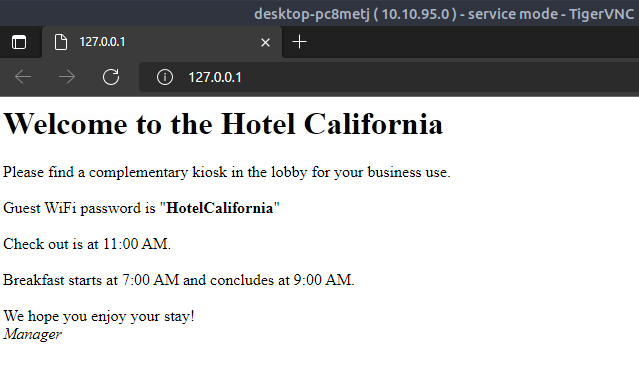 desktop-pc8metj ( 10.10.95.0 ) - service mode - TigerVNC
127.0.0.1
127.0.0.1
Welcome to the Hotel California
Please find a complementary kiosk in the lobby for your business use.
Guest WiFi password is "HotelCalifornia"
Check out is at 11:00 AM.
Breakfast starts at 7:00 AM and concludes at 9:00 AM.
We hope you enjoy your stay!
Manager